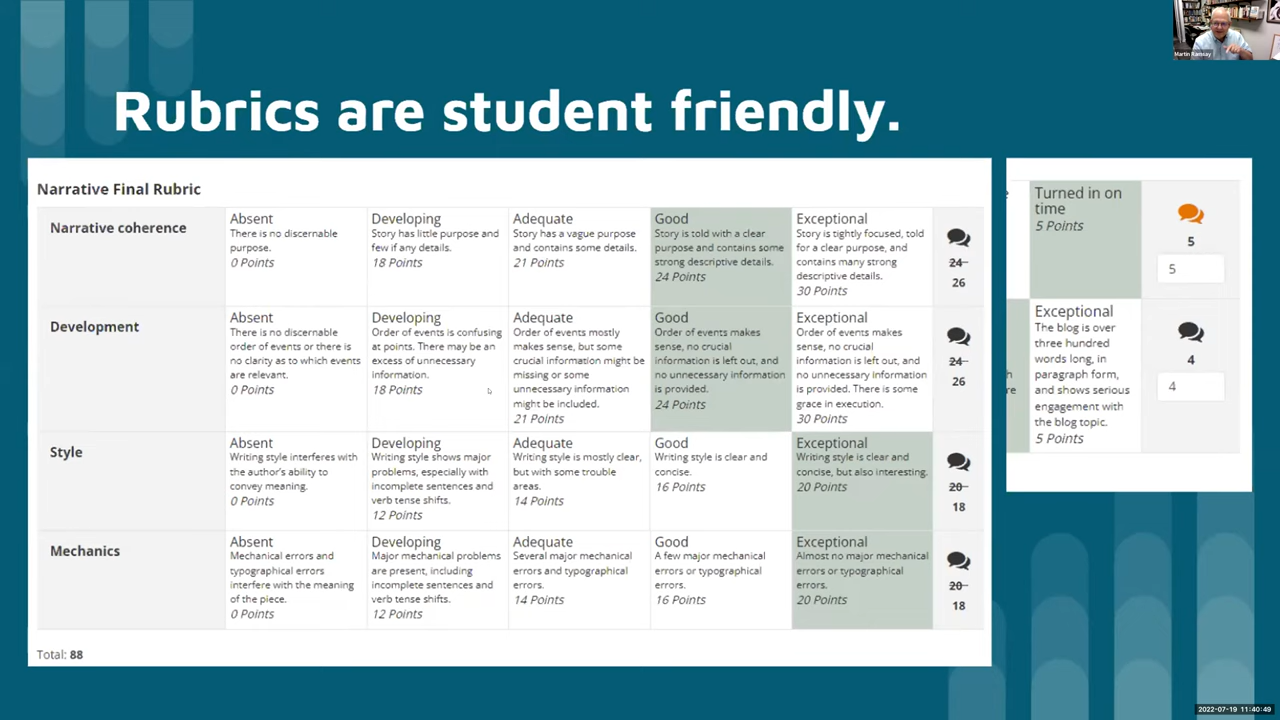 Martin Ramsay
Rubrics are student friendly.
Narrative Final Rubric
Narrative coherence
Absent
There is no discernable
purpose.
0 Points
Developing
Story has little purpose and
few if any details.
18 Points
Adequate
Story has a vague purpose
and contains some details.
21 Points
Good
Story is told with a clear
purpose and contains some
strong descriptive details.
24 Points
Exceptional
Story is tightly focused, told
for a clear purpose, and
contains many strong
descriptive details.
30 Points
24
26
Development
Absent
There is no discernable
order of events or there is
no clarity as to which events
are relevant.
0 Points
Developing
Order of events is confusing
at points. There may be an
excess of unnecessary
information.
18 Points
Adequate
Order of events mostly
makes sense, but some
crucial information might be
missing or some
unnecessary information
might be included.
21 Points
Good
Order of events makes
sense, no crucial
information is left out, and
no unnecessary information
is provided.
24 Points
Exceptional
Order of events makes
sense, no crucial
information is left out, and
no unnecessary information
is provided. There is some
grace in execution.
30 Points
24
26
Style
Absent
Writing style interferes with
the author's ability to
convey meaning.
0 Points
Developing
Writing style shows major
problems, especially with
incomplete sentences and
verb tense shifts.
12 Points
Adequate
Writing style is mostly clear,
but with some trouble
areas.
14 Points
Good
Writing style is clear and
concise.
16 Points
Exceptional
Writing style is clear and
concise, but also interesting.
20 Points
20
18
Mechanics
Absent
Mechanical errors and
typographical errors
interfere with the meaning
of the piece.
0 Points
Developing
Major mechanical problems
are present, including
incomplete sentences and
verb tense shifts.
12 Points
Adequate
Several major mechanical
errors and typographical
errors.
14 Points
Good
A few major mechanical
errors or typographical
errors.
16 Points
Exceptional
Almost no major mechanical
errors or typographical
errors.
20 Points
20
18
Total: 88
Turned in on
time
5 Points
5
5
Exceptional
The blog is over
three hundred
words long, in
paragraph form,
and shows serious
engagement with
the blog topic.
5 Points
4
4
2022-07-19 11:40:49